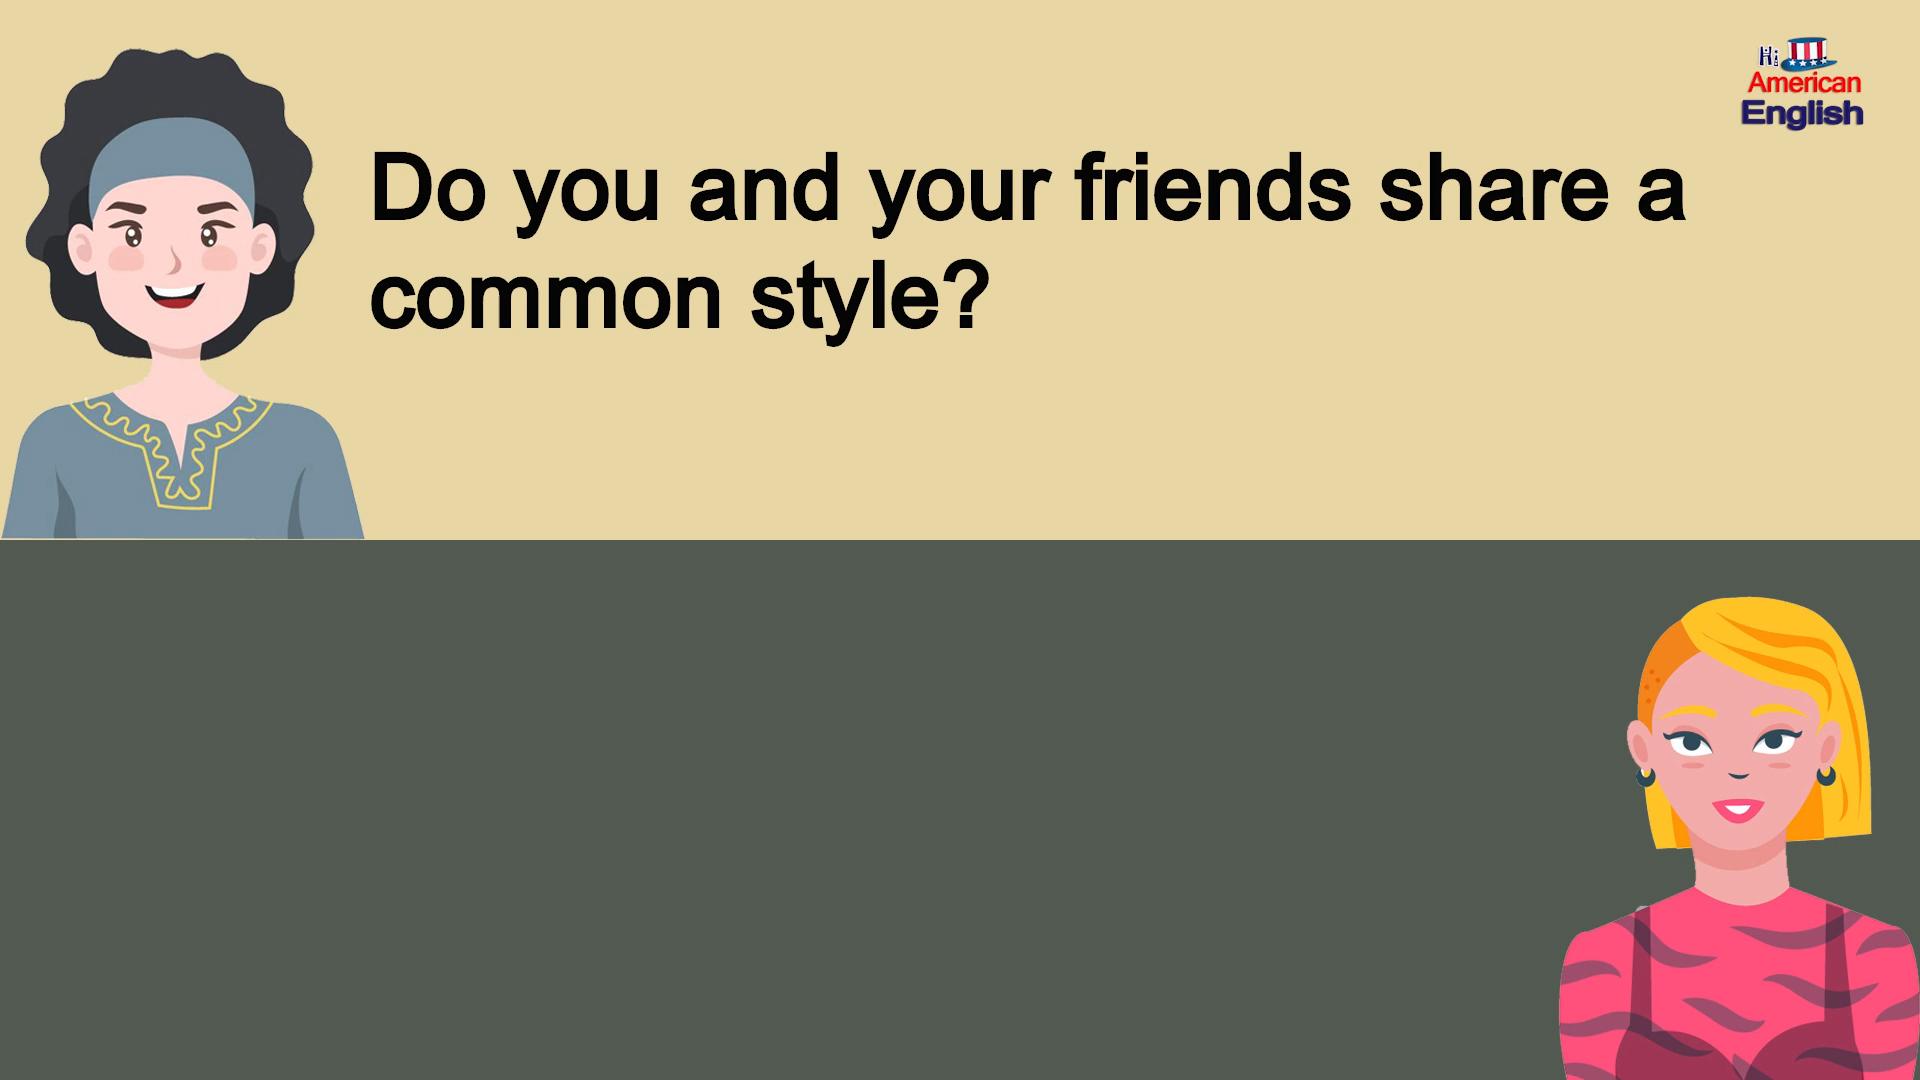 Hi
American
English
Do you and your friends share a
common style?